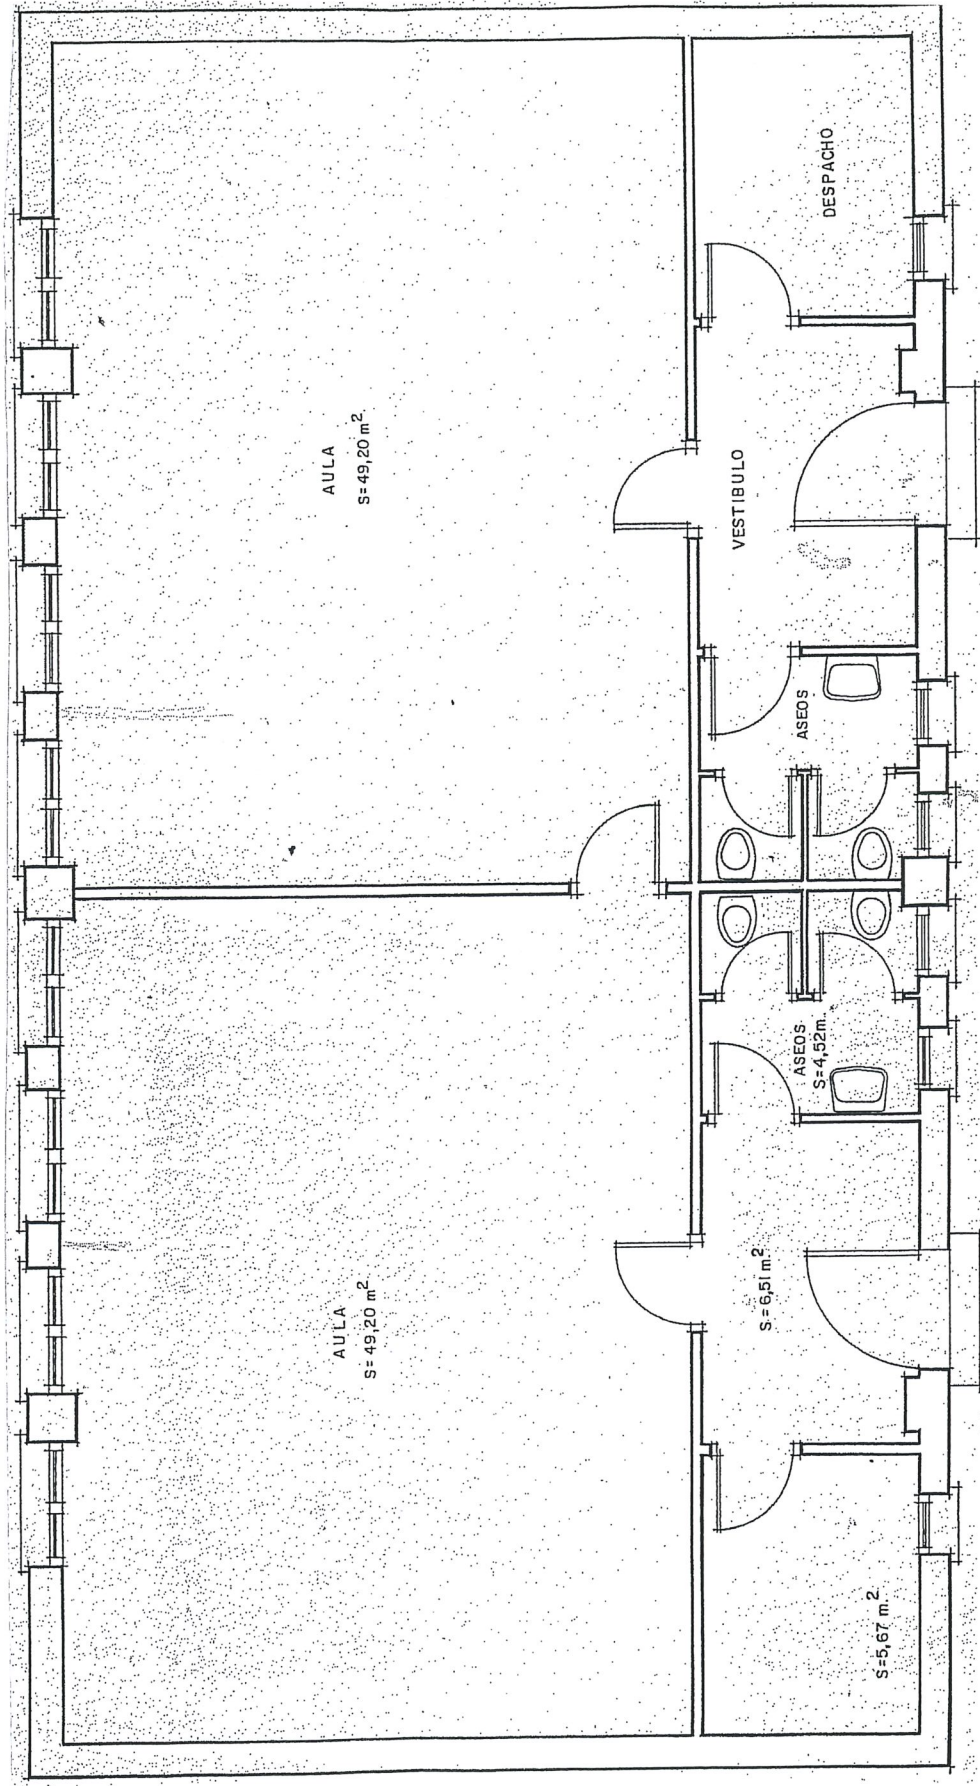 AULA
S=49,20 m²
AULA
S=49,20 m²
S=5,67 m²
S=6,51 m²
ASEOS
S=4,52m.
ASEOS
VESTIBULO
DESPACHO